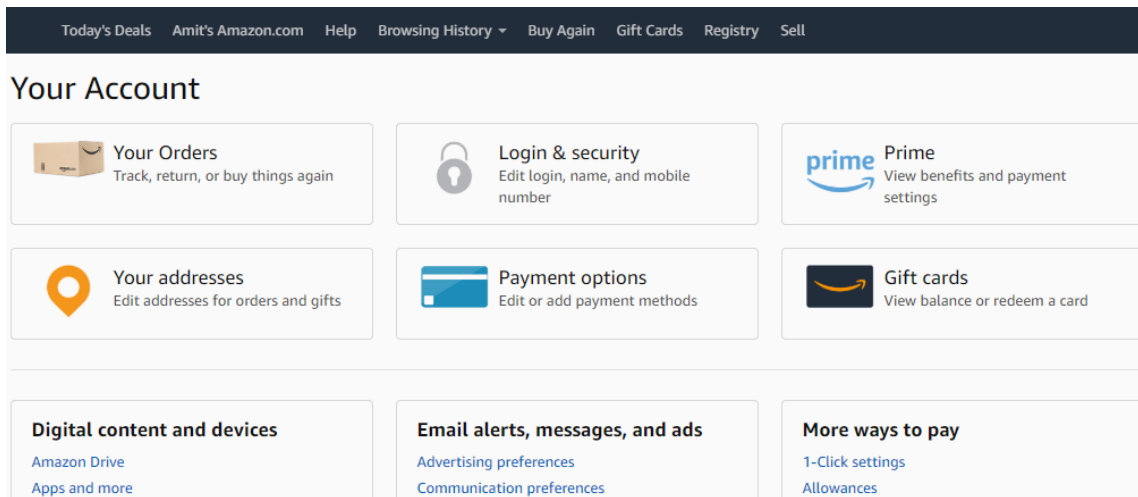 Today's Deals Amit's Amazon.com Help Browsing History Buy Again Gift Cards Registry Sell
Your Account
Your Orders
Track, return, or buy things again
Login & security
Edit login, name, and mobile
number
prime
Prime
View benefits and payment
settings
Your addresses
Edit addresses for orders and gifts
Payment options
Edit or add payment methods
Gift cards
View balance or redeem a card
Digital content and devices
Amazon Drive
Apps and more
Email alerts, messages, and ads
Advertising preferences
Communication preferences
More ways to pay
1-Click settings
Allowances